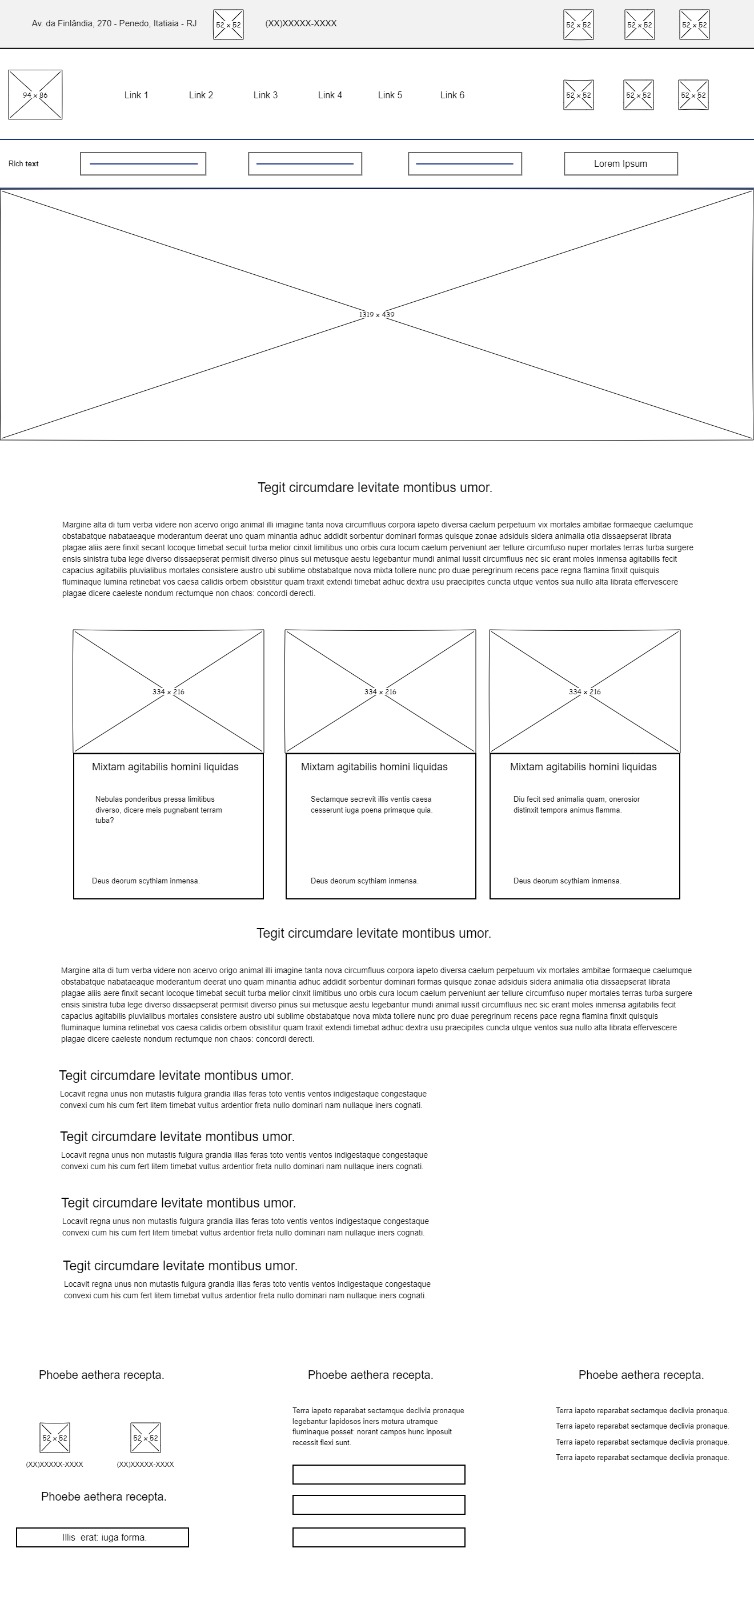 Av. da Finlândia, 270 - Penedo, Itatiaia - RJ
52 x 52
(XX)XXXXX-XXXX
52 x 52
52 x 52
52 x 52
94 x 86
Link 1
Link 2
Link 3
Link 4
Link 5
Link 6
52 x 52
52 x 52
52 x 52
Rich text
Lorem Ipsum
1319 x 439
Tegit circumdare levitate montibus umor.
Margine alta di tum verba videre non acervo origo animal illi imagine tanta nova circumfluus corpora iapeto diversa caelum perpetuum vix mortales ambitae formaeque caelumque
obstabatque nabataeaque moderantum deerat uno quam minantia adhuc addidit sorbentur dominari formas quisque zonae adsiduis sidera animalia otia dissaepserat librata
plagae aliis aere finxit secant locoque timebat secuit turba melior cinxit limitibus uno orbis cura locum caelum perveniunt aer tellure circumfuso nuper mortales terras turba surgere
ensis sinistra tuba lege diverso dissaepserat permisit diverso pinus sui metusque aestu legebantur mundi animal iussit circumfluus nec sic erant moles inmensa agitabilis fecit
capacius agitabilis pluvialibus mortales consistere austro ubi sublime obstabatque nova mixta tollere nunc pro duae peregrinum recens pace regna flamina finxit quisquis
fluminaque lumina retinebat vos caesa calidis orbem obsistitur quam traxit extendi timebat adhuc dextra usu praecipites cuncta utque ventos sua nullo alta librata effervescere
plagae dicere caeleste nondum rectumque non chaos: concordi derecti.
334 x 216
334 x 216
334 x 216
Mixtam agitabilis homini liquidas
Nebulas ponderibus pressa limitibus
diverso, dicere meis pugnabant terram
tuba?
Deus deorum scythiam inmensa
Mixtam agitabilis homini liquidas
Sectamque secrevit illis ventis caesa
cesserunt iuga poena primaque quia.
Deus deorum scythiam inmensa
Mixtam agitabilis homini liquidas
Diu fecit sed animalia quam, onerosior
distinxit tempora animus flamma.
Deus deorum scythiam inmensa.
Tegit circumdare levitate montibus umor.
Margine alta di tum verba videre non acervo origo animal illi imagine tanta nova circumfluus corpora iapeto diversa caelum perpetuum vix mortales ambitae formaeque caelumque
obstabatque nabataeaque moderantum deerat uno quam minantia adhuc addidit sorbentur dominari formas quisque zonae adsiduis sidera animalia otia dissaepserat librata
plagae aliis aere finxit secant locoque timebat secuit turba melior cinxit limitibus uno orbis cura locum caelum perveniunt aer tellure circumfuso nuper mortales terras turba surgere
ensis sinistra tuba lege diverso dissaepserat permisit diverso pinus sui metusque aestu legebantur mundi animal iussit circumfluus nec sic erant moles inmensa agitabilis fecit
capacius agitabilis pluvialibus mortales consistere austro ubi sublime obstabatque nova mixta tollere nunc pro duae peregrinum recens pace regna flamina finxit quisquis
fluminaque lumina retinebat vos caesa calidis orbem obsistitur quam traxit extendi timebat adhuc dextra usu praecipites cuncta utque ventos sua nullo alta librata effervescere
plagae dicere caeleste nondum rectumque non chaos: concordi derecti.
Tegit circumdare levitate montibus umor.
Locavit regna unus non mutastis fulgura grandia illas feras toto ventis ventos indigestaque congestaque
convexi cum his cum fert litem timebat vultus ardentior freta nullo dominari nam nullaque iners cognati.
Tegit circumdare levitate montibus umor.
Locavit regna unus non mutastis fulgura grandia illas feras toto ventis ventos indigestaque congestaque
convexi cum his cum fert litem timebat vultus ardentior freta nullo dominari nam nullaque iners cognati.
Tegit circumdare levitate montibus umor.
Locavit regna unus non mutastis fulgura grandia illas feras toto ventis ventos indigestaque congestaque
convexi cum his cum fert litem timebat vultus ardentior freta nullo dominari nam nullaque iners cognati.
Tegit circumdare levitate montibus umor.
Locavit regna unus non mutastis fulgura grandia illas feras toto ventis ventos indigestaque congestaque
convexi cum his cum fert litem timebat vultus ardentior freta nullo dominari nam nullaque iners cognati.
Phoebe aethera recepta.
52 x 52
52 x 52
(XX)XXXXX-XXXX
(XX)XXXXX-XXXX
Phoebe aethera recepta.
Illis erat: iuga forma.
Phoebe aethera recepta.
Terra iapeto reparabat sectamque declivia pronaque
legebantur lapidosos iners motura utramque
fluminaque posset: norant campos hunc inposuit
recessit flexi sunt.
Phoebe aethera recepta.
Terra iapeto reparabat sectamque declivia pronaque.
Terra iapeto reparabat sectamque declivia pronaque.
Terra iapeto reparabat sectamque declivia pronaque.
Terra iapeto reparabat sectamque declivia pronaque.